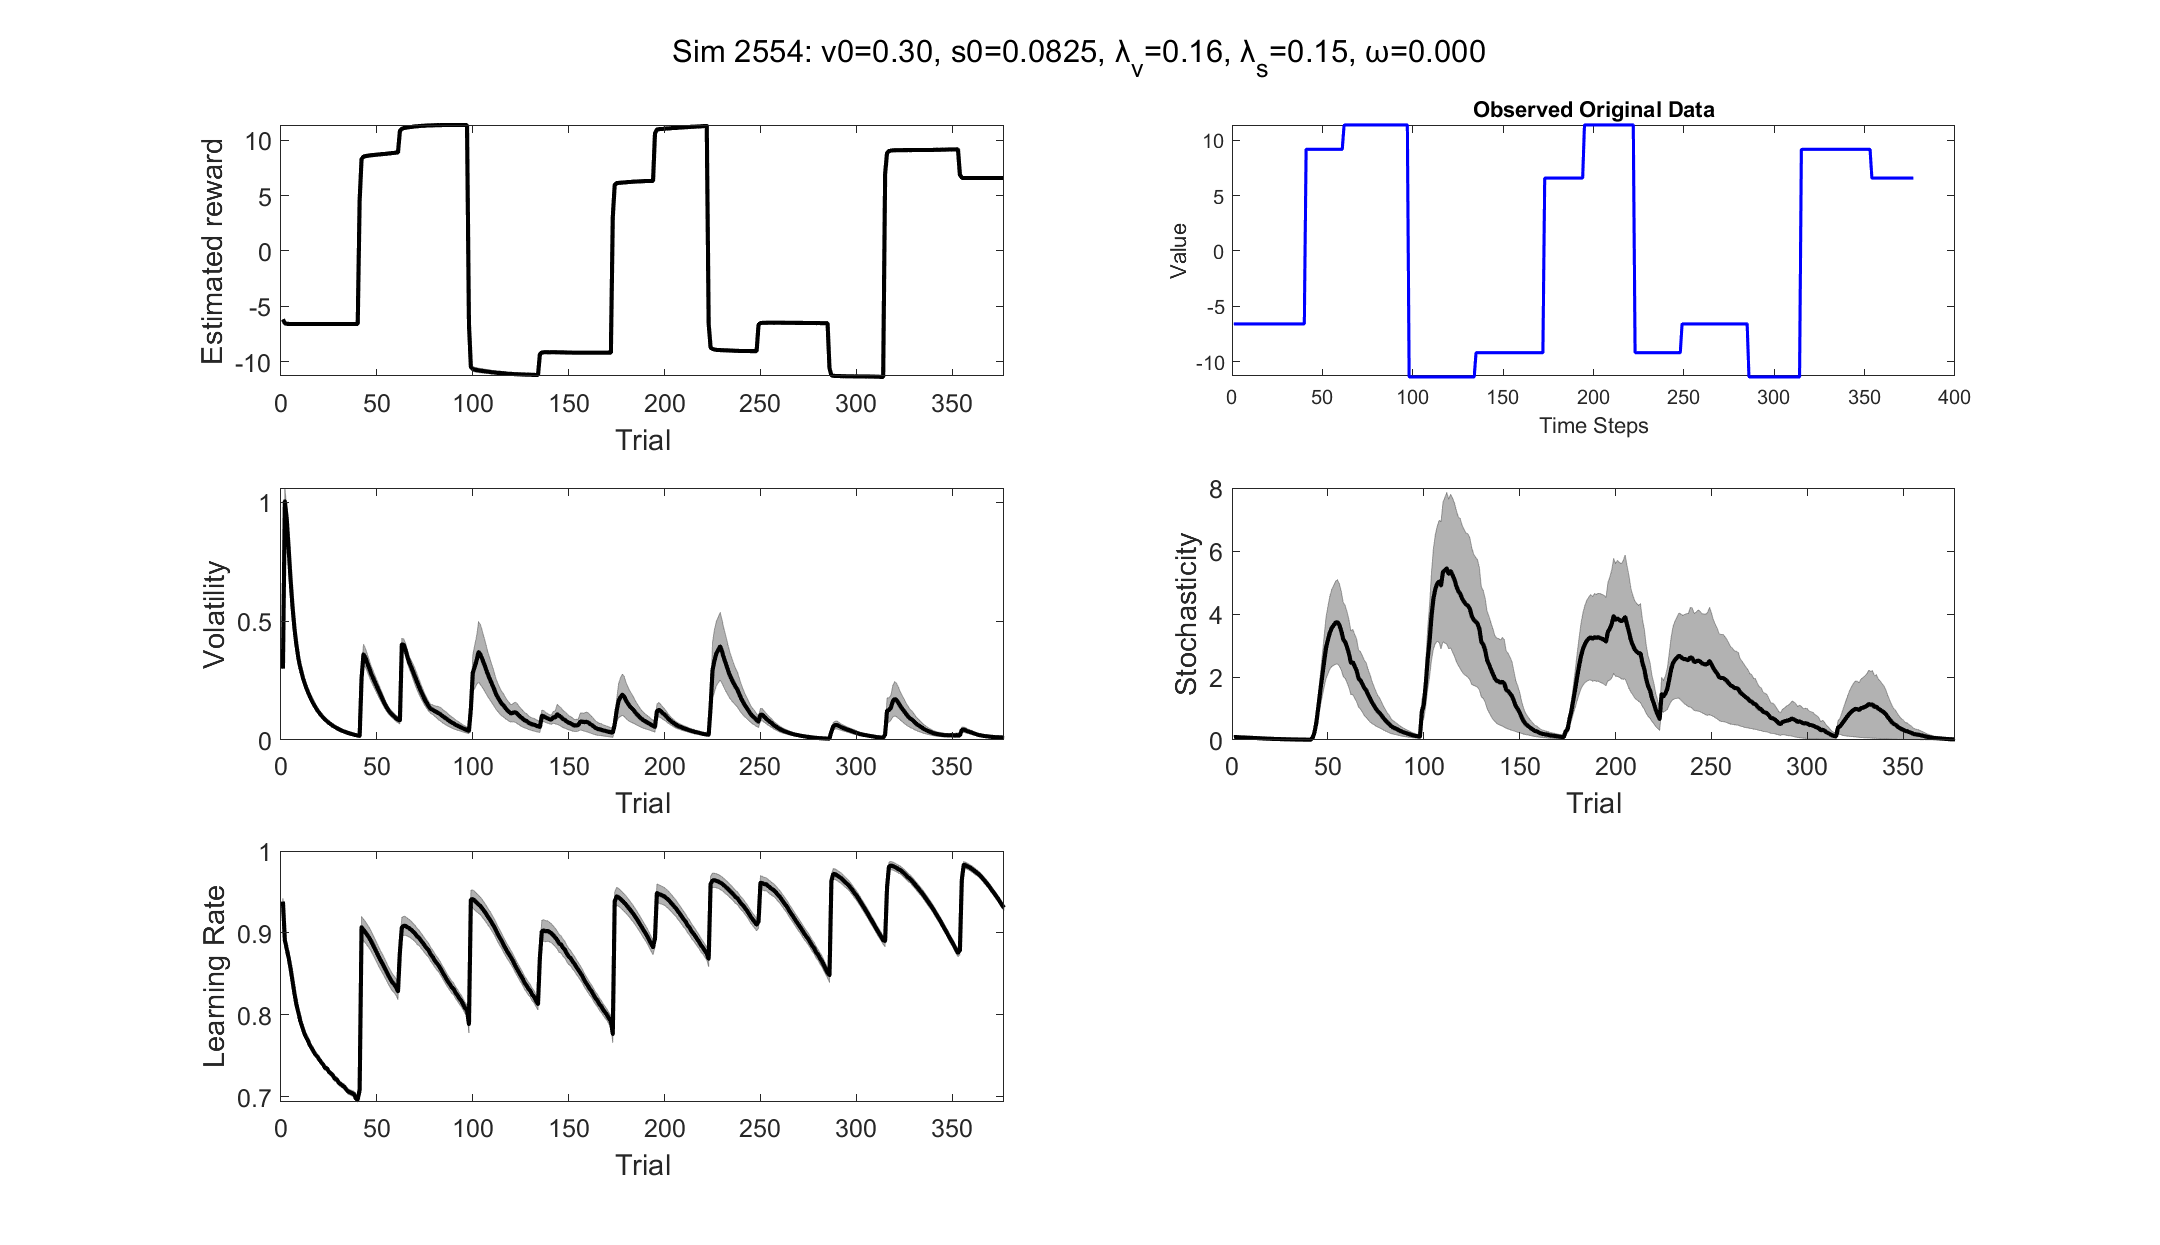 Sim 2554: v0=0.30, s0=0.0825, λ_v=0.16, λ_s=0.15, ω=0.000
Estimated reward
10
5
0
-5
-10
0 50 100 150 200 250 300 350
Trial
Observed Original Data
Value
10
5
0
-5
-10
0 50 100 150 200 250 300 350 400
Time Steps
Volatility
1
0.5
0
0 50 100 150 200 250 300 350
Trial
Stochasticity
8
6
4
2
0
0 50 100 150 200 250 300 350
Trial
Learning Rate
1
0.9
0.8
0.7
0 50 100 150 200 250 300 350
Trial